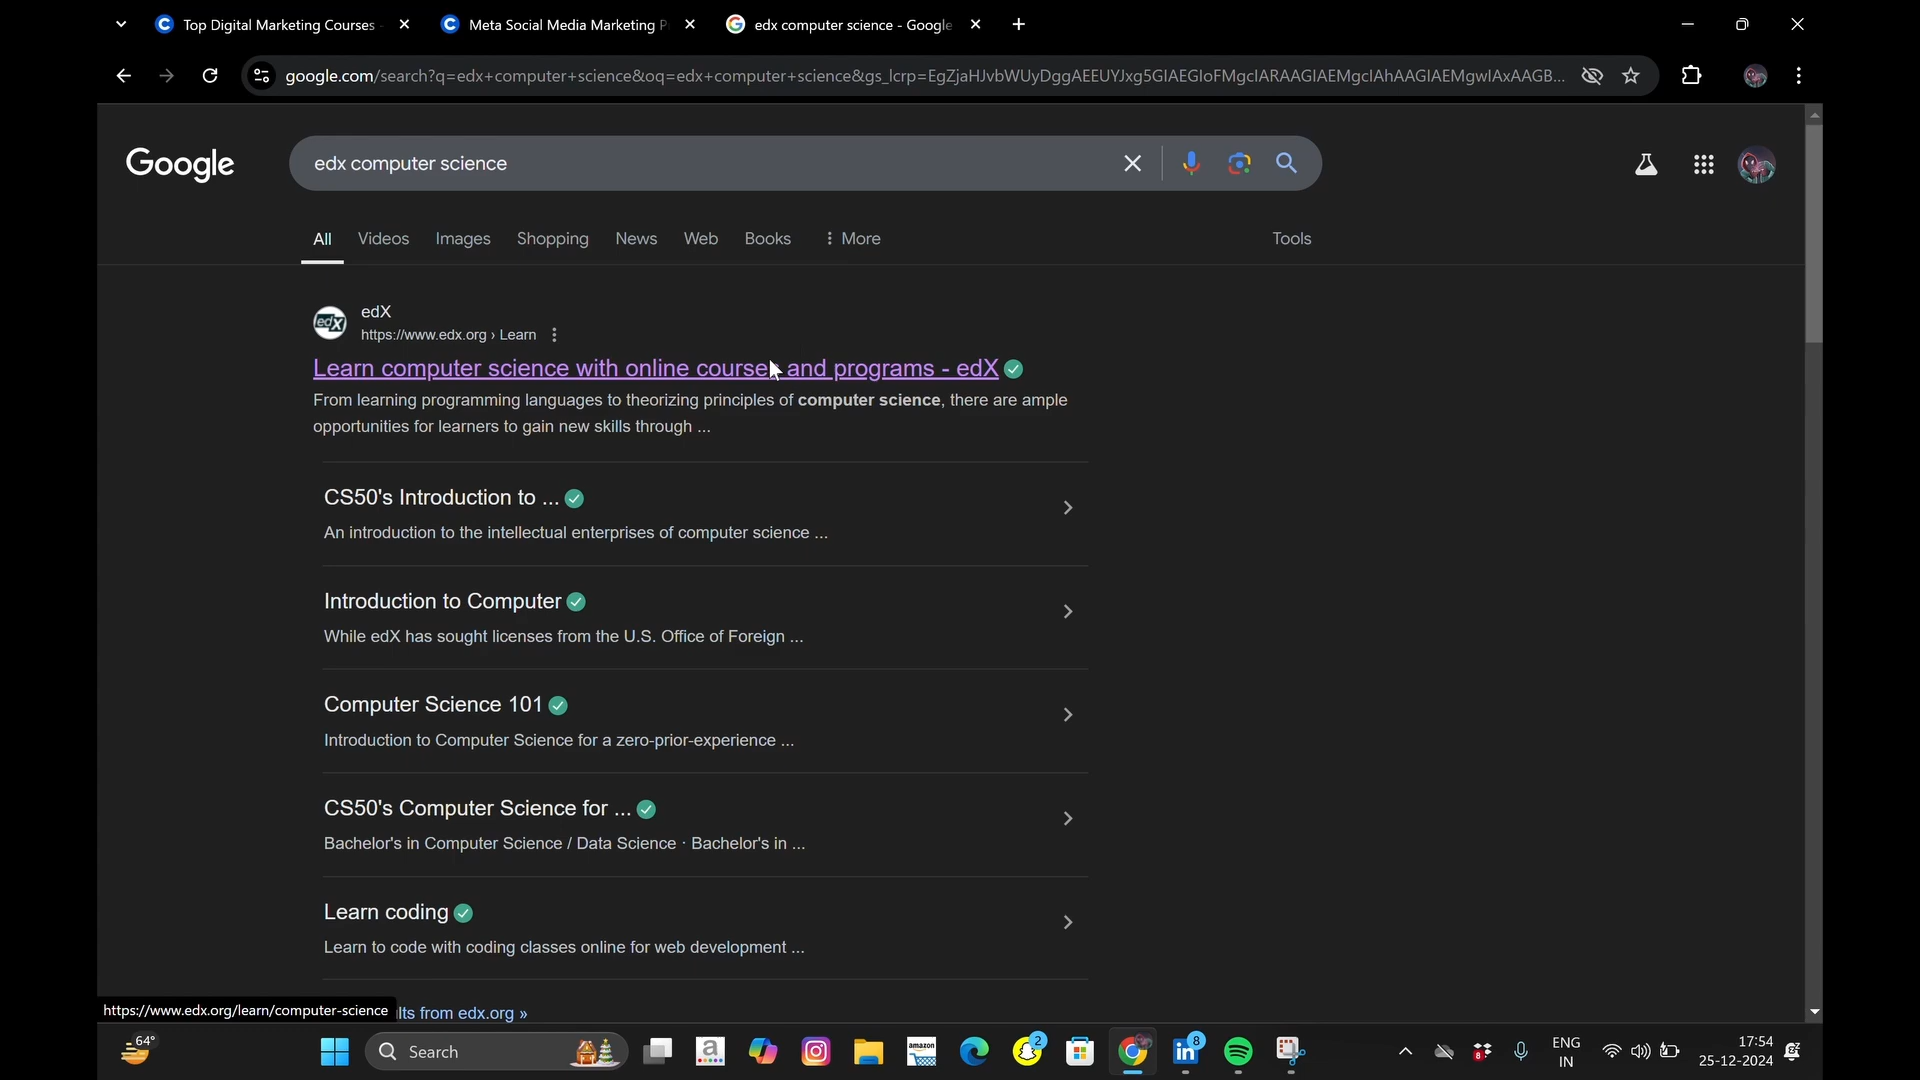 Top Digital Marketing Courses
Meta Social Media Marketing P
edx computer science - Google
google.com/search?q=edx+computer+science&oq=edx+computer+science&gs_lcrp=
Google
edx computer science
All Videos Images Shopping News Web Books More Tools
edX
edX
https://www.edx.org › Learn
Learn computer science with online courses and programs - edX
From learning programming languages to theorizing principles of computer science, there are ample
opportunities for learners to gain new skills through ...
CS50's Introduction to ...
An introduction to the intellectual enterprises of computer science ...
Introduction to Computer
While edX has sought licenses from the U.S. Office of Foreign ...
Computer Science 101
Introduction to Computer Science for a zero-prior-experience ...
CS50's Computer Science for ...
Bachelor's in Computer Science / Data Science · Bachelor's in ...
Learn coding
Learn to code with coding classes online for web development ...
https://www.edx.org/learn/computer-science
lts from edx.org »
64°
Search
a
amazon
2
in 8
8
ENG
IN
17:54
25-12-2024